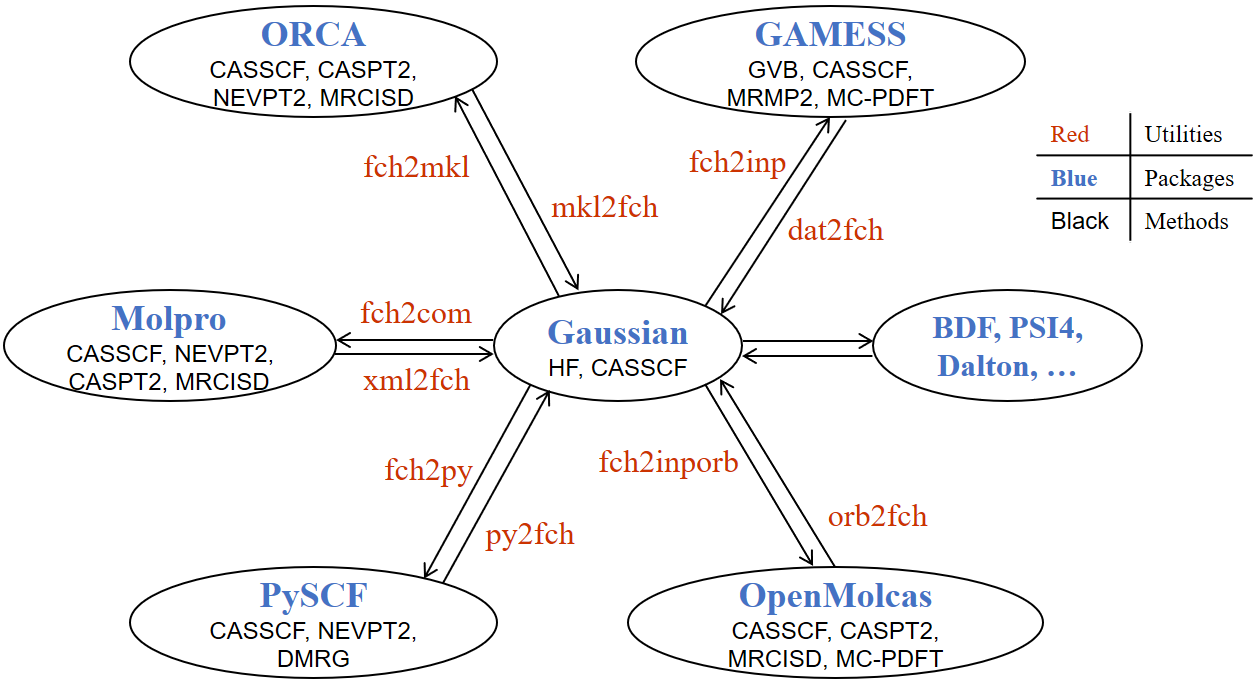 ORCA
CASSCF, CASPT2,
NEVPT2, MRCISD
GAMESS
GVB, CASSCF,
MRMP2, MC-PDFT
Red Utilities
Blue Packages
Black Methods
fch2mkl
mkl2fch
fch2inp
dat2fch
Molpro
CASSCF, NEVPT2,
CASPT2, MRCISD
fch2com
xml2fch
Gaussian
HF, CASSCF
BDF, PSI4,
Dalton, …
fch2py
py2fch
fch2inporb
orb2fch
PySCF
CASSCF, NEVPT2,
DMRG
OpenMolcas
CASSCF, CASPT2,
MRCISD, MC-PDFT